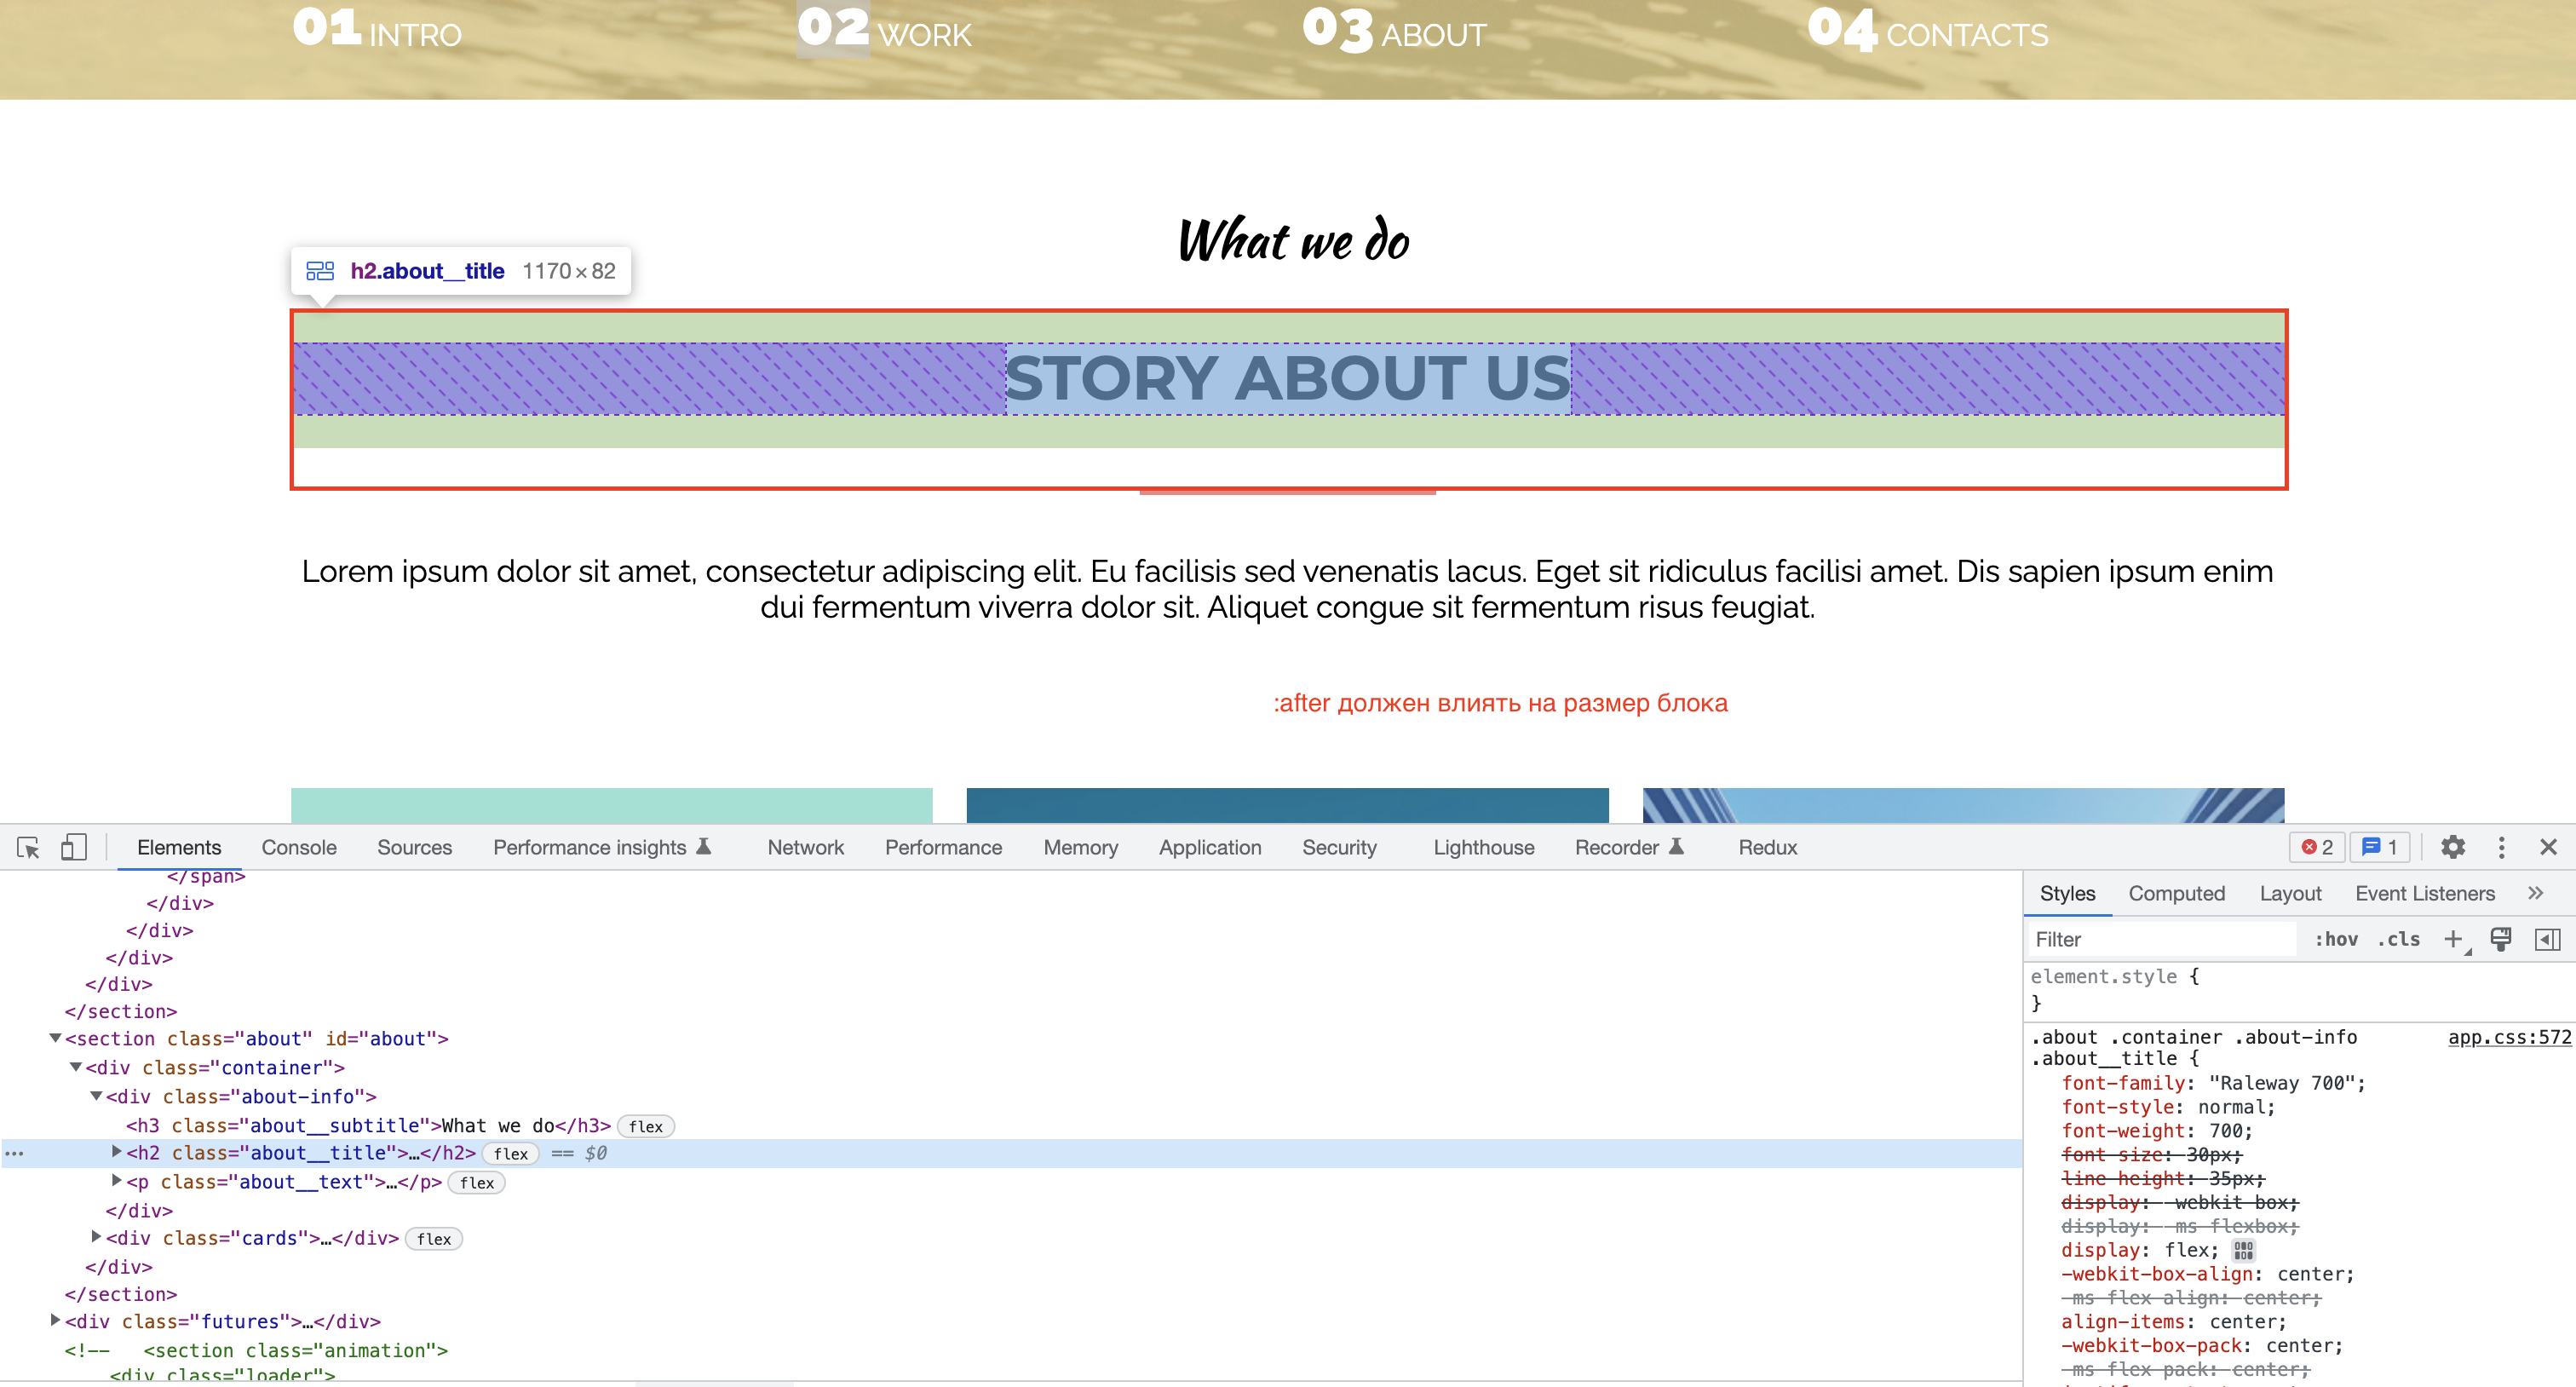 01 INTRO 02 WORK 03 ABOUT 04 CONTACTS
What we do
h2.about__title 1170 × 82
STORY ABOUT US
Lorem ipsum dolor sit amet, consectetur adipiscing elit. Eu facilisis sed venenatis lacus. Eget sit ridiculus facilisi amet. Dis sapien ipsum enim
dui fermentum viverra dolor sit. Aliquet congue sit fermentum risus feugiat.
:after должен влиять на размер блока
Elements Console Sources Performance insights Network Performance Memory Application Security Lighthouse Recorder Redux 2 1
</span>
</div>
</div>
</div>
</div>
</section>
<section class="about" id="about">
<div class="container">
<div class="about-info">
<h3 class="about__subtitle">What we do</h3> flex
… <h2 class="about__title">…</h2> flex == $0
<p class="about__text">…</p> flex
</div>
<div class="cards">…</div> flex
</div>
</section>
<div class="futures">…</div>
<!-- <section class="animation">
<div class="loader">
Styles Computed Layout Event Listeners »
Filter :hov .cls +
element.style {
}
.about .container .about-info app.css:572
.about__title {
font-family: "Raleway 700";
font-style: normal;
font-weight: 700;
font-size: 30px;
line-height: 35px;
display: -webkit-box;
display: -ms-flexbox;
display: flex;
-webkit-box-align: center;
-ms-flex-align: center;
align-items: center;
-webkit-box-pack: center;
-ms-flex-pack: center;